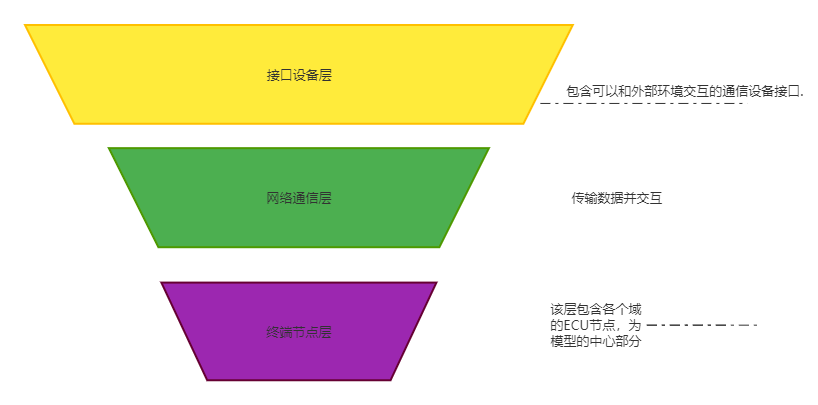 接口设备层
包含可以和外部环境交互的通信设备接口.
网络通信层
传输数据并交互
终端节点层
该层包含各个域
的ECU节点，为
模型的中心部分